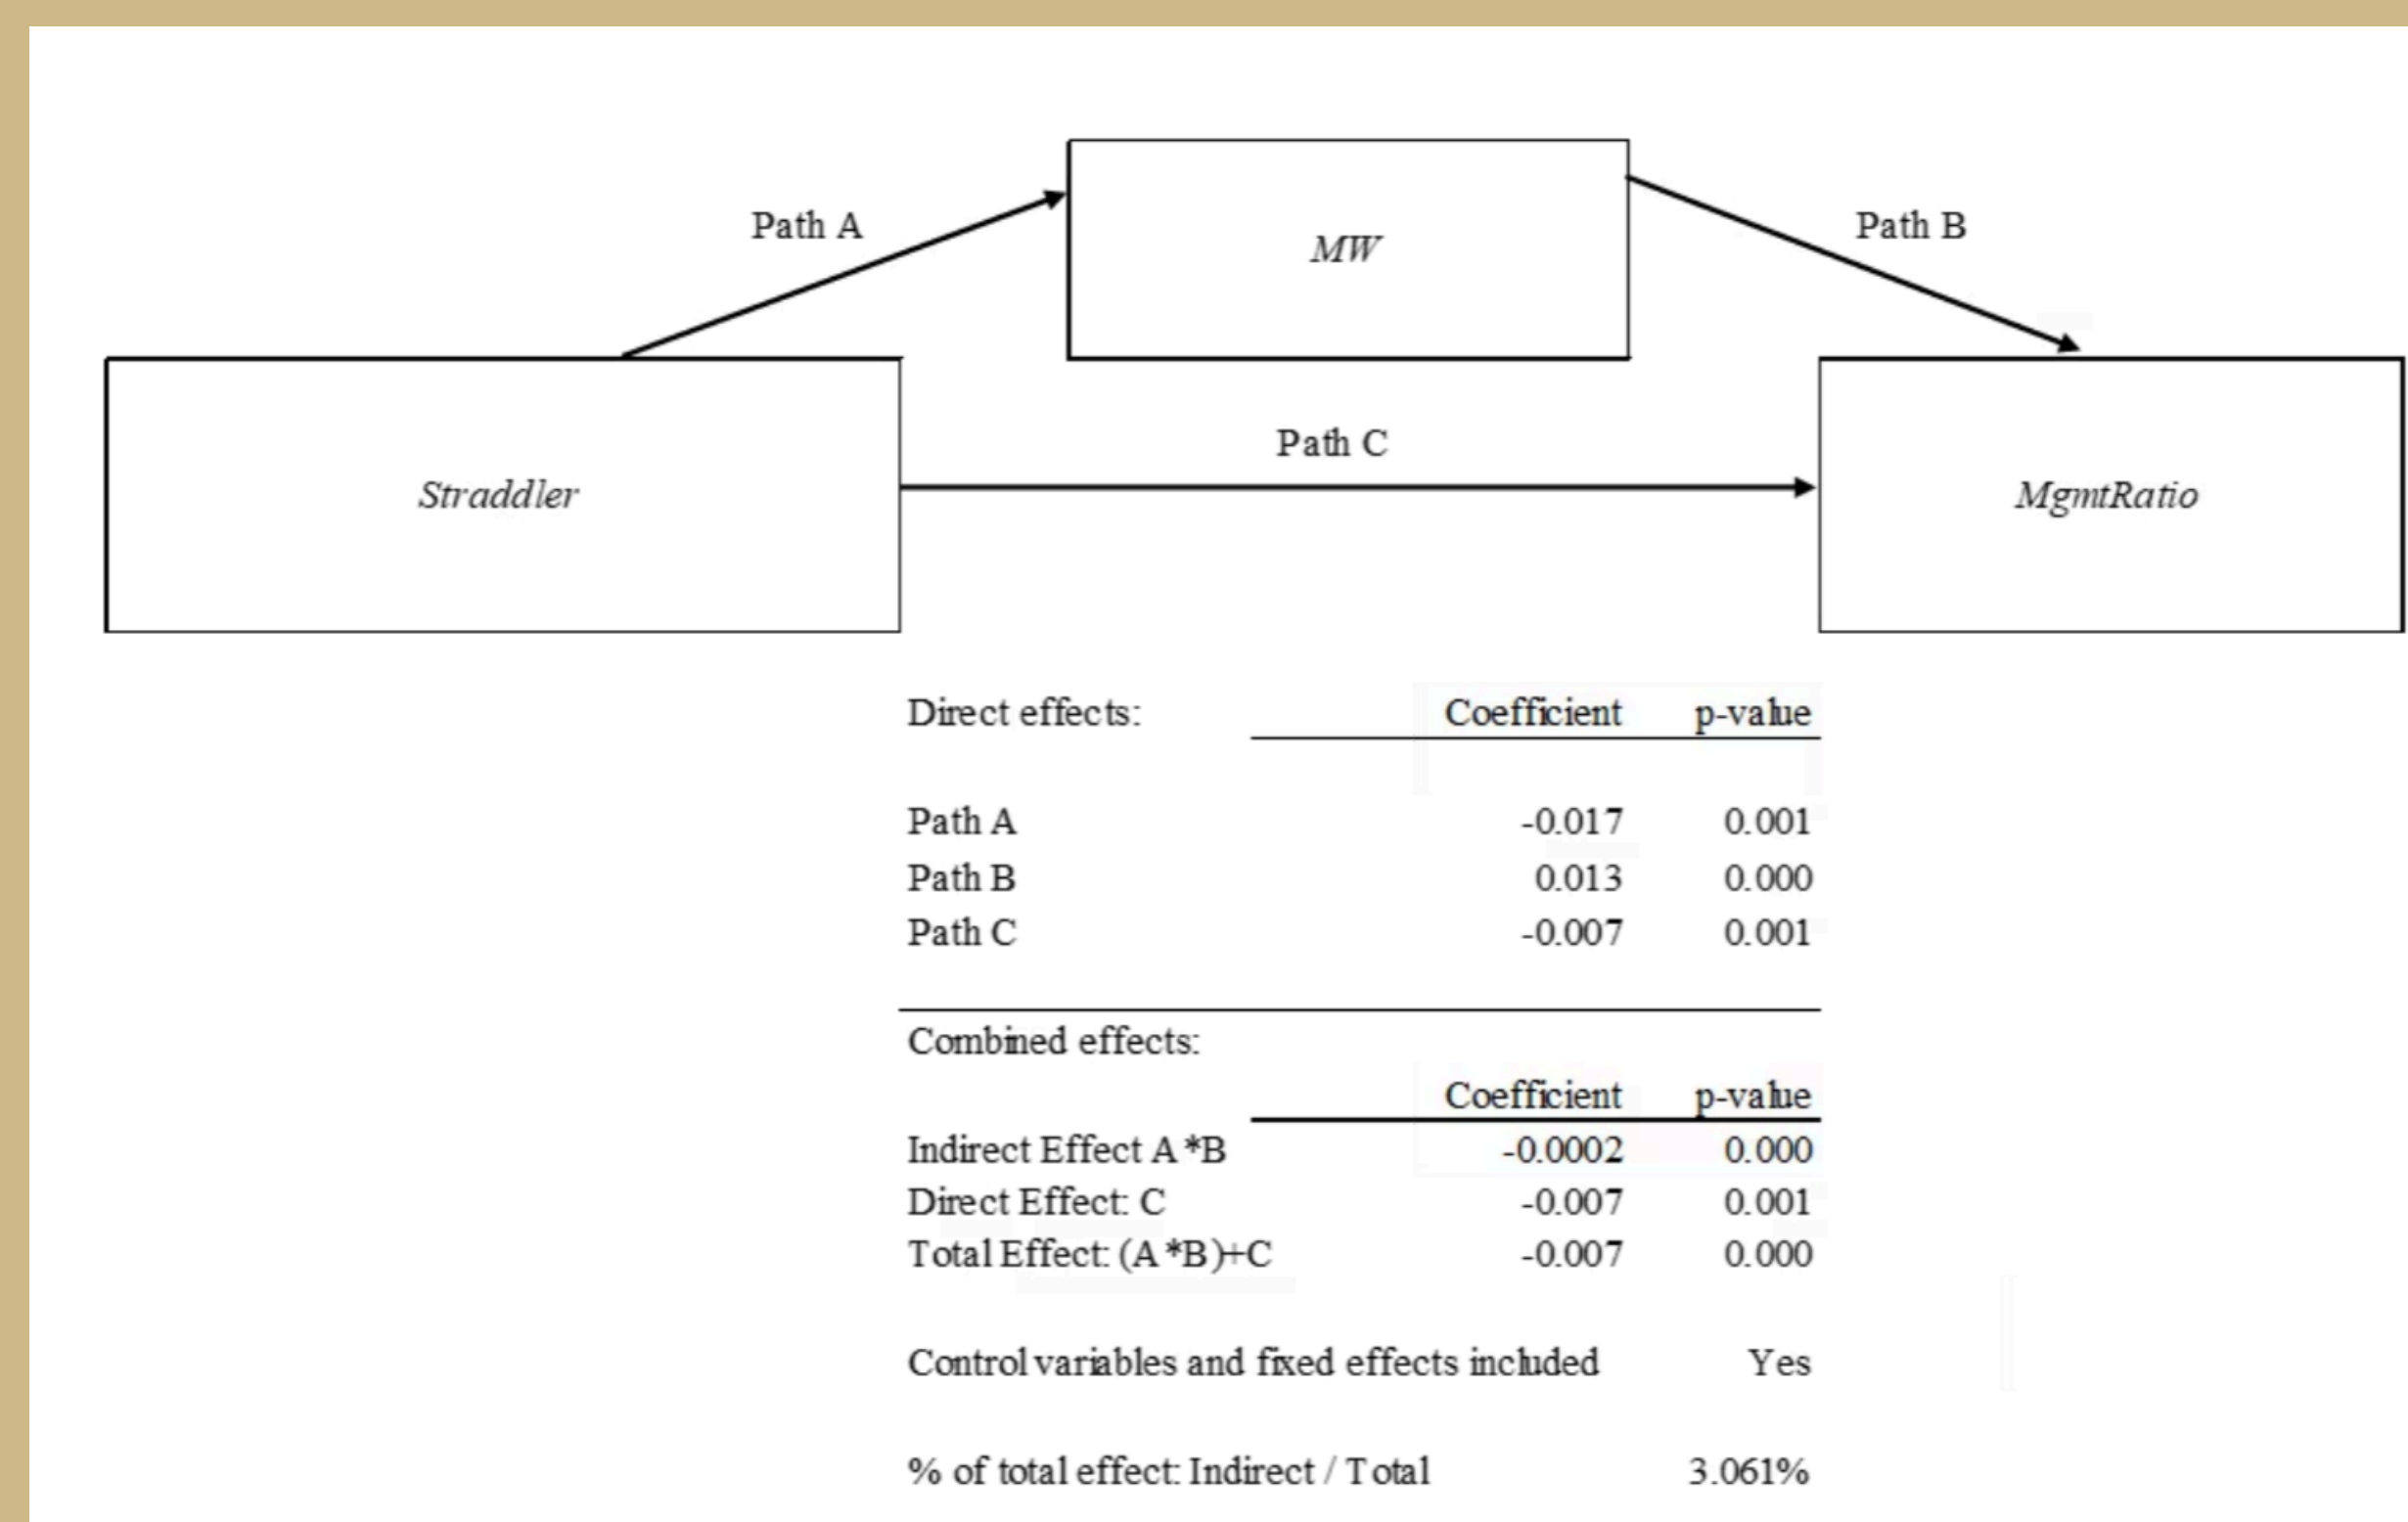 Path A
MW
Path B
Path C
Straddler
MgmtRatio
Direct effects: Coefficient p-value
Path A -0.017 0.001
Path B 0.013 0.000
Path C -0.007 0.001
Combined effects:
Coefficient p-value
Indirect Effect A*B -0.0002 0.000
Direct Effect: C -0.007 0.001
Total Effect: (A*B)+C -0.007 0.000
Control variables and fixed effects included Yes
% of total effect: Indirect / Total 3.061%